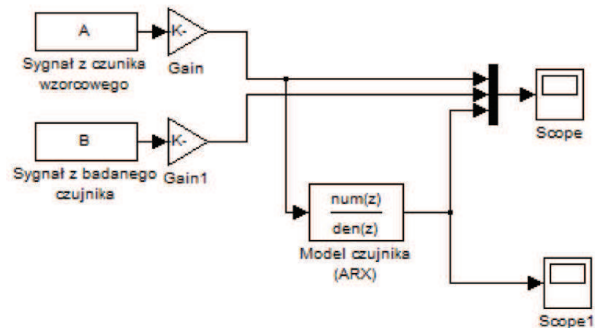 A
K-
Sygnał z czunika
wzorcowego
Gain
B
K-
Sygnał z badanego
czujnika
Gain1
Scope
num(z)
den(z)
Model czujnika
(ARX)
Scope1